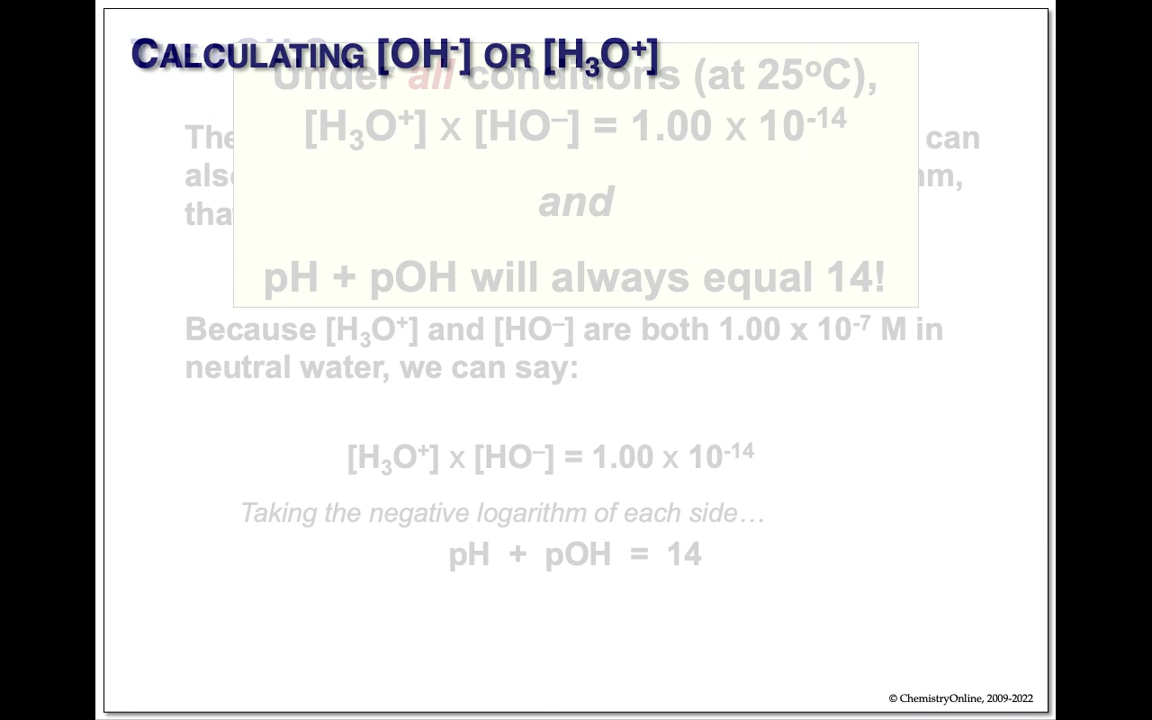 CALCULATING [OH-] OR [H3O+]
Under all conditions (at 25oC),
[H3O+] x [HO–] = 1.00 x 10-14
can
and
pH + pOH will always equal 14!
Because [H3O+] and [HO–] are both 1.00 x 10-7 M in
neutral water, we can say:
[H3O+] x [HO–] = 1.00 x 10-14
Taking the negative logarithm of each side…
pH + pOH = 14
© ChemistryOnline, 2009-2022